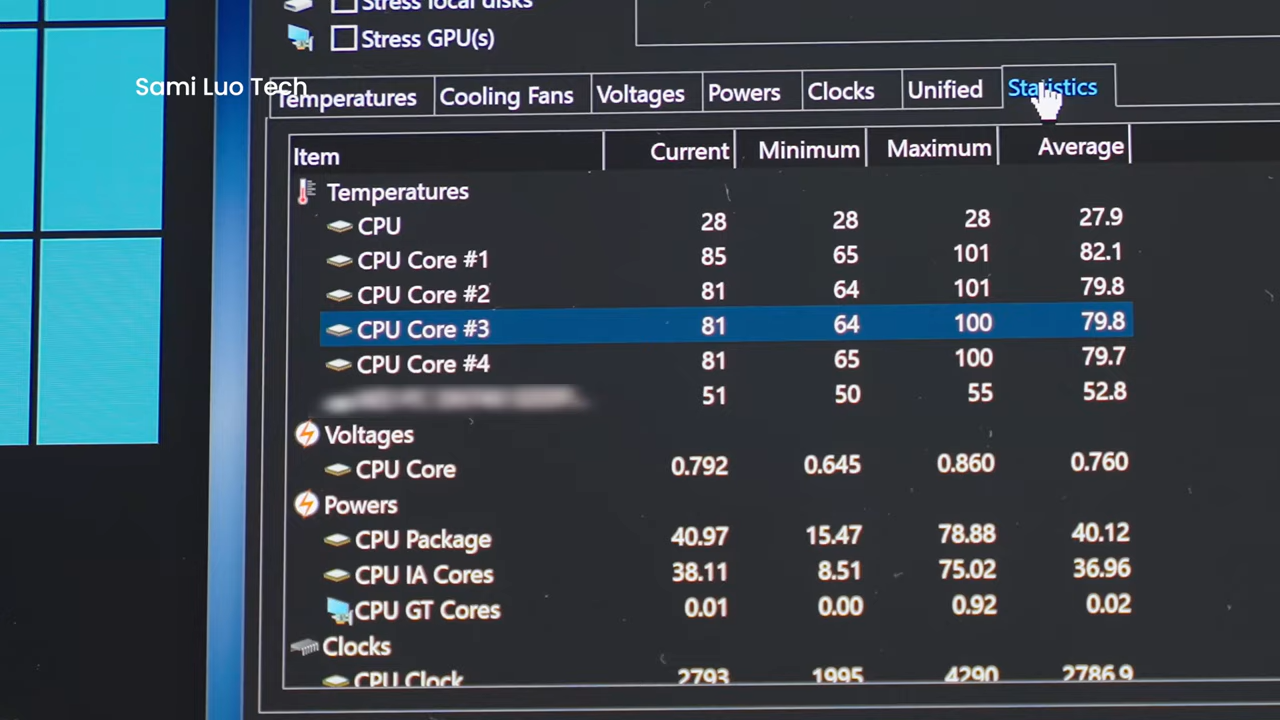 Stress local disks
Stress GPU(s)
Sami Luo Tech
Temperatures Cooling Fans Voltages Powers Clocks Unified Statistics
Item Current Minimum Maximum Average
Temperatures
CPU 28 28 28 27.9
CPU Core #1 85 65 101 82.1
CPU Core #2 81 64 101 79.8
CPU Core #3 81 64 100 79.8
CPU Core #4 81 65 100 79.7
51 50 55 52.8
Voltages
CPU Core 0.792 0.645 0.860 0.760
Powers
CPU Package 40.97 15.47 78.88 40.12
CPU IA Cores 38.11 8.51 75.02 36.96
CPU GT Cores 0.01 0.00 0.92 0.02
Clocks
CPU Clock 2793 1995 4290 2786.9